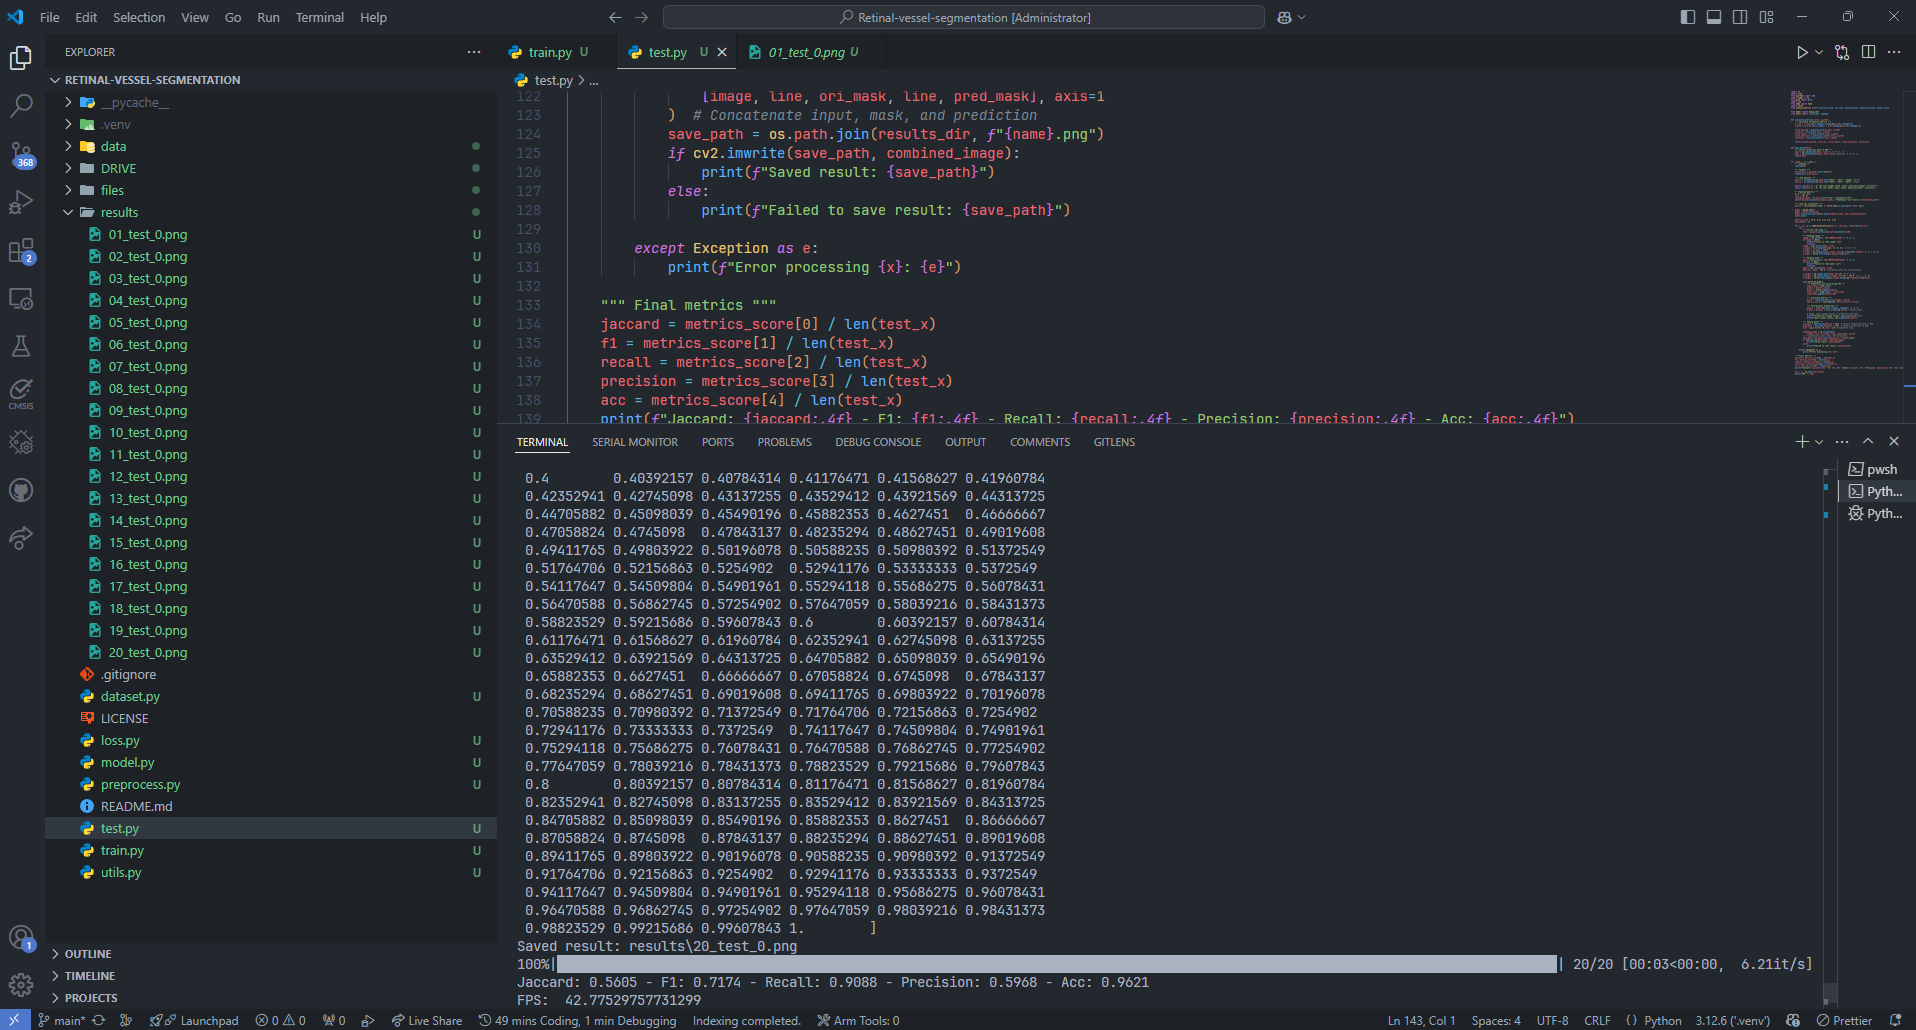 File Edit Selection View Go Run Terminal Help
Retinal-vessel-segmentation [Administrator]
EXPLORER
RETINAL-VESSEL-SEGMENTATION
__pycache__
.venv
data
DRIVE
files
results
01_test_0.png U
02_test_0.png U
03_test_0.png U
04_test_0.png U
05_test_0.png U
06_test_0.png U
07_test_0.png U
08_test_0.png U
09_test_0.png U
10_test_0.png U
11_test_0.png U
12_test_0.png U
13_test_0.png U
14_test_0.png U
15_test_0.png U
16_test_0.png U
17_test_0.png U
18_test_0.png U
19_test_0.png U
20_test_0.png U
.gitignore
dataset.py U
LICENSE
loss.py U
model.py U
preprocess.py U
README.md
test.py U
train.py U
utils.py U
OUTLINE
TIMELINE
PROJECTS
368
2
CMSIS
1
train.py U test.py U 01_test_0.png U
test.py > ...
122 [image, line, ori_mask, line, pred_mask], axis=1
123 ) # Concatenate input, mask, and prediction
124 save_path = os.path.join(results_dir, f"{name}.png")
125 if cv2.imwrite(save_path, combined_image):
126 print(f"Saved result: {save_path}")
127 else:
128 print(f"Failed to save result: {save_path}")
129
130 except Exception as e:
131 print(f"Error processing {x}: {e}")
132
133 """ Final metrics """
134 jaccard = metrics_score[0] / len(test_x)
135 f1 = metrics_score[1] / len(test_x)
136 recall = metrics_score[2] / len(test_x)
137 precision = metrics_score[3] / len(test_x)
138 acc = metrics_score[4] / len(test_x)
139 print(f"Jaccard: {jaccard:.4f} - F1: {f1:.4f} - Recall: {recall:.4f} - Precision: {precision:.4f} - Acc: {acc:.4f}")
TERMINAL SERIAL MONITOR PORTS PROBLEMS DEBUG CONSOLE OUTPUT COMMENTS GITLENS
pwsh
Pyth...
Pyth...
0.4 0.40392157 0.40784314 0.41176471 0.41568627 0.41960784
0.42352941 0.42745098 0.43137255 0.43529412 0.43921569 0.44313725
0.44705882 0.45098039 0.45490196 0.45882353 0.4627451 0.46666667
0.47058824 0.4745098 0.47843137 0.48235294 0.48627451 0.49019608
0.49411765 0.49803922 0.50196078 0.50588235 0.50980392 0.51372549
0.51764706 0.52156863 0.5254902 0.52941176 0.53333333 0.5372549
0.54117647 0.54509804 0.54901961 0.55294118 0.55686275 0.56078431
0.56470588 0.56862745 0.57254902 0.57647059 0.58039216 0.58431373
0.58823529 0.59215686 0.59607843 0.6 0.60392157 0.60784314
0.61176471 0.61568627 0.61960784 0.62352941 0.62745098 0.63137255
0.63529412 0.63921569 0.64313725 0.64705882 0.65098039 0.65490196
0.65882353 0.6627451 0.66666667 0.67058824 0.6745098 0.67843137
0.68235294 0.68627451 0.69019608 0.69411765 0.69803922 0.70196078
0.70588235 0.70980392 0.71372549 0.71764706 0.72156863 0.7254902
0.72941176 0.73333333 0.7372549 0.74117647 0.74509804 0.74901961
0.75294118 0.75686275 0.76078431 0.76470588 0.76862745 0.77254902
0.77647059 0.78039216 0.78431373 0.78823529 0.79215686 0.79607843
0.8 0.80392157 0.80784314 0.81176471 0.81568627 0.81960784
0.82352941 0.82745098 0.83137255 0.83529412 0.83921569 0.84313725
0.84705882 0.85098039 0.85490196 0.85882353 0.8627451 0.86666667
0.87058824 0.8745098 0.87843137 0.88235294 0.88627451 0.89019608
0.89411765 0.89803922 0.90196078 0.90588235 0.90980392 0.91372549
0.91764706 0.92156863 0.9254902 0.92941176 0.93333333 0.9372549
0.94117647 0.94509804 0.94901961 0.95294118 0.95686275 0.96078431
0.96470588 0.96862745 0.97254902 0.97647059 0.98039216 0.98431373
0.98823529 0.99215686 0.99607843 1. ]
Saved result: results\20_test_0.png
100%| | 20/20 [00:03<00:00, 6.21it/s]
Jaccard: 0.5605 - F1: 0.7174 - Recall: 0.9088 - Precision: 0.5968 - Acc: 0.9621
FPS: 42.77529757731299
main* Launchpad 0 0 0 Live Share 49 mins Coding, 1 min Debugging Indexing completed. Arm Tools: 0 Ln 143, Col 1 Spaces: 4 UTF-8 CRLF {} Python 3.12.6 ('.venv') Prettier